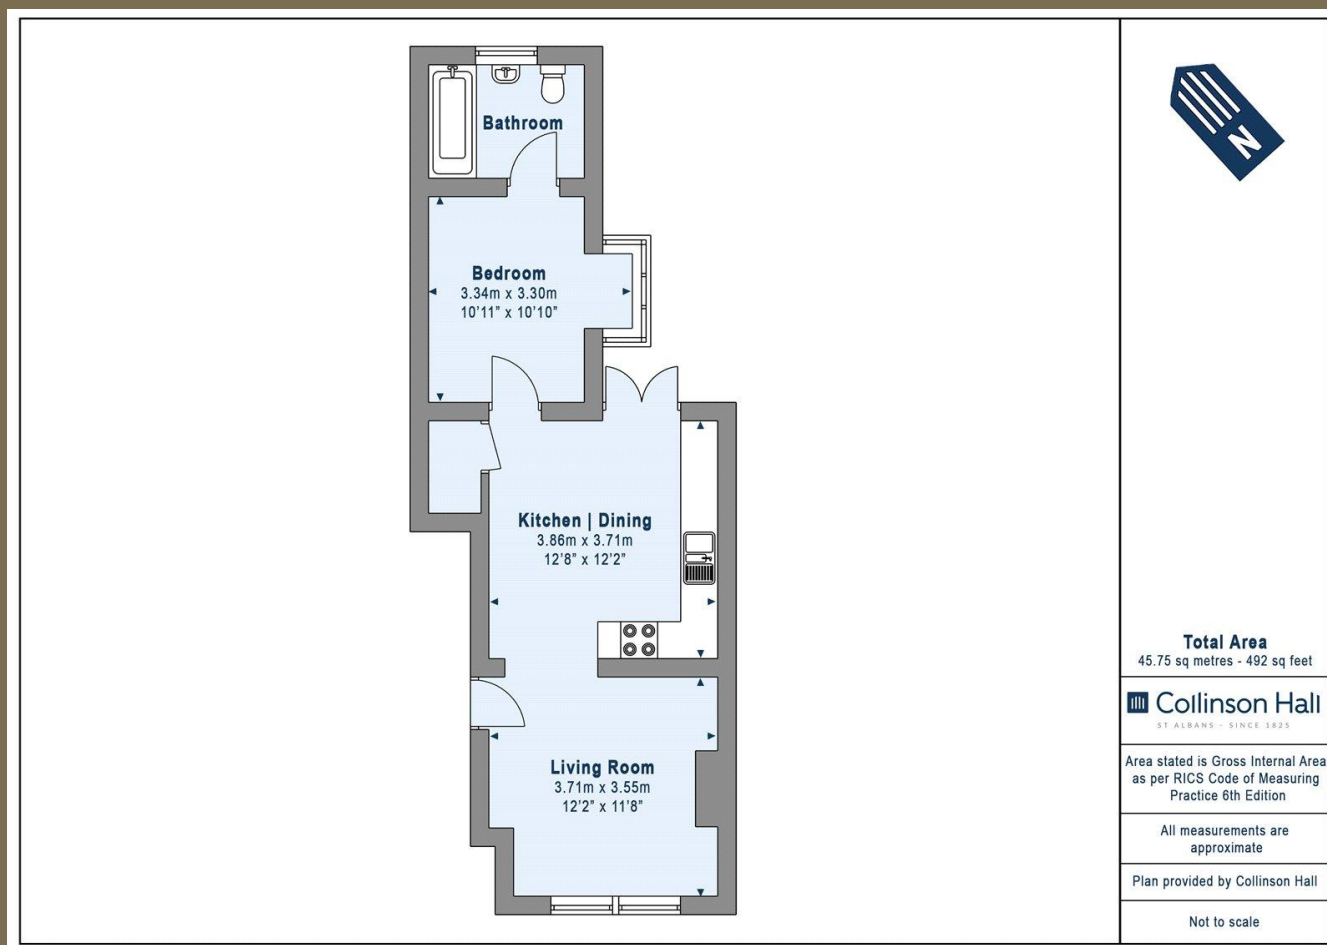 Bathroom
Bedroom
3.34m x 3.30m
10'11" x 10'10"
Kitchen | Dining
3.86m x 3.71m
12'8" x 12'2"
Living Room
3.71m x 3.55m
12'2" x 11'8"
N
Total Area
45.75 sq metres - 492 sq feet
Collinson Hall
ST ALBANS - SINCE 1825
Area stated is Gross Internal Area
as per RICS Code of Measuring
Practice 6th Edition
All measurements are
approximate
Plan provided by Collinson Hall
Not to scale